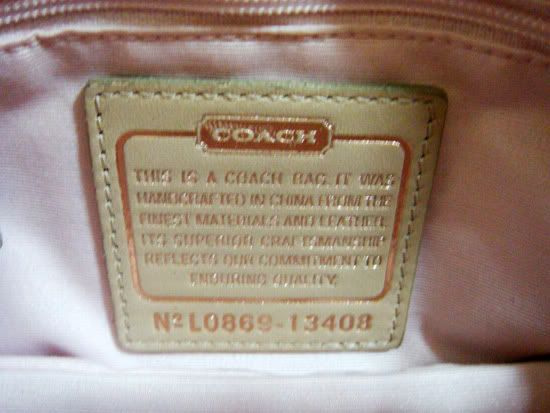 COACH
THIS IS A COACH BAG. IT WAS
HANDCRAFTED IN CHINA FROM THE
FINEST MATERIALS AND LEATHER.
ITS SUPERIOR CRAFTSMANSHIP
REFLECTS OUR COMMITMENT TO
ENDURING QUALITY.
Nº L0869-13408